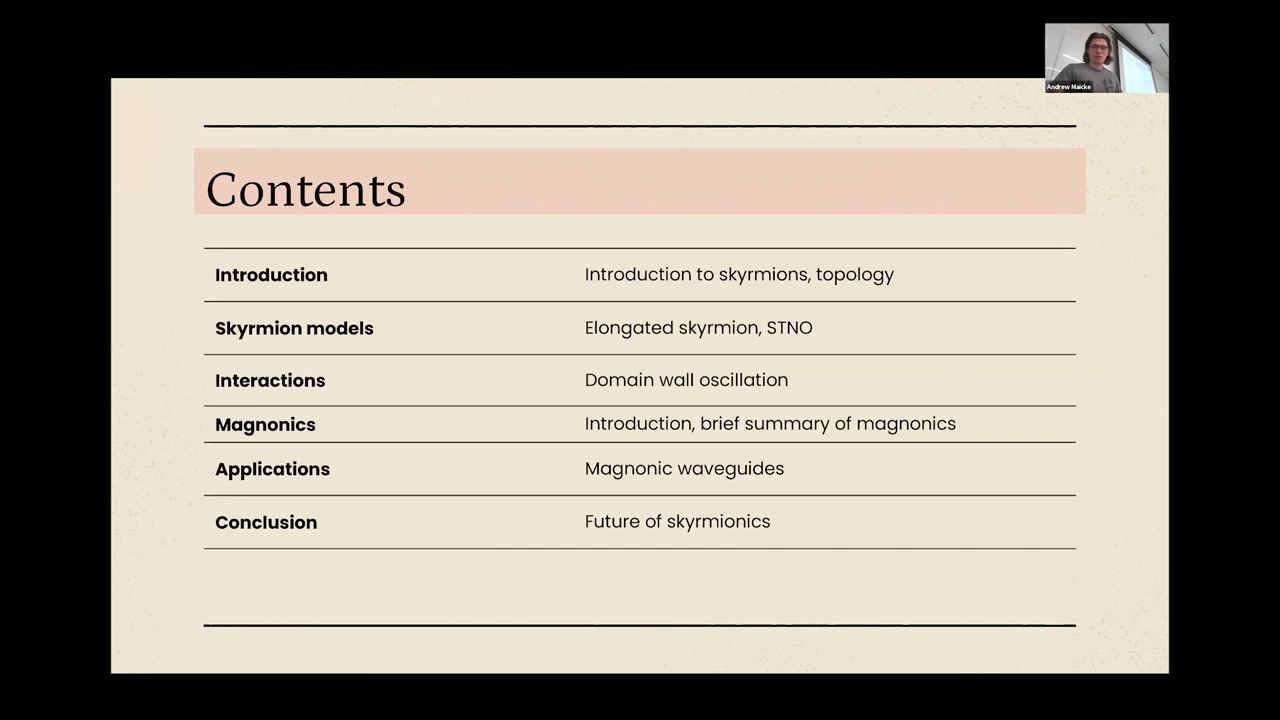 Andrew Maicke
Contents
Introduction Introduction to skyrmions, topology
Skyrmion models Elongated skyrmion, STNO
Interactions Domain wall oscillation
Magnonics Introduction, brief summary of magnonics
Applications Magnonic waveguides
Conclusion Future of skyrmionics